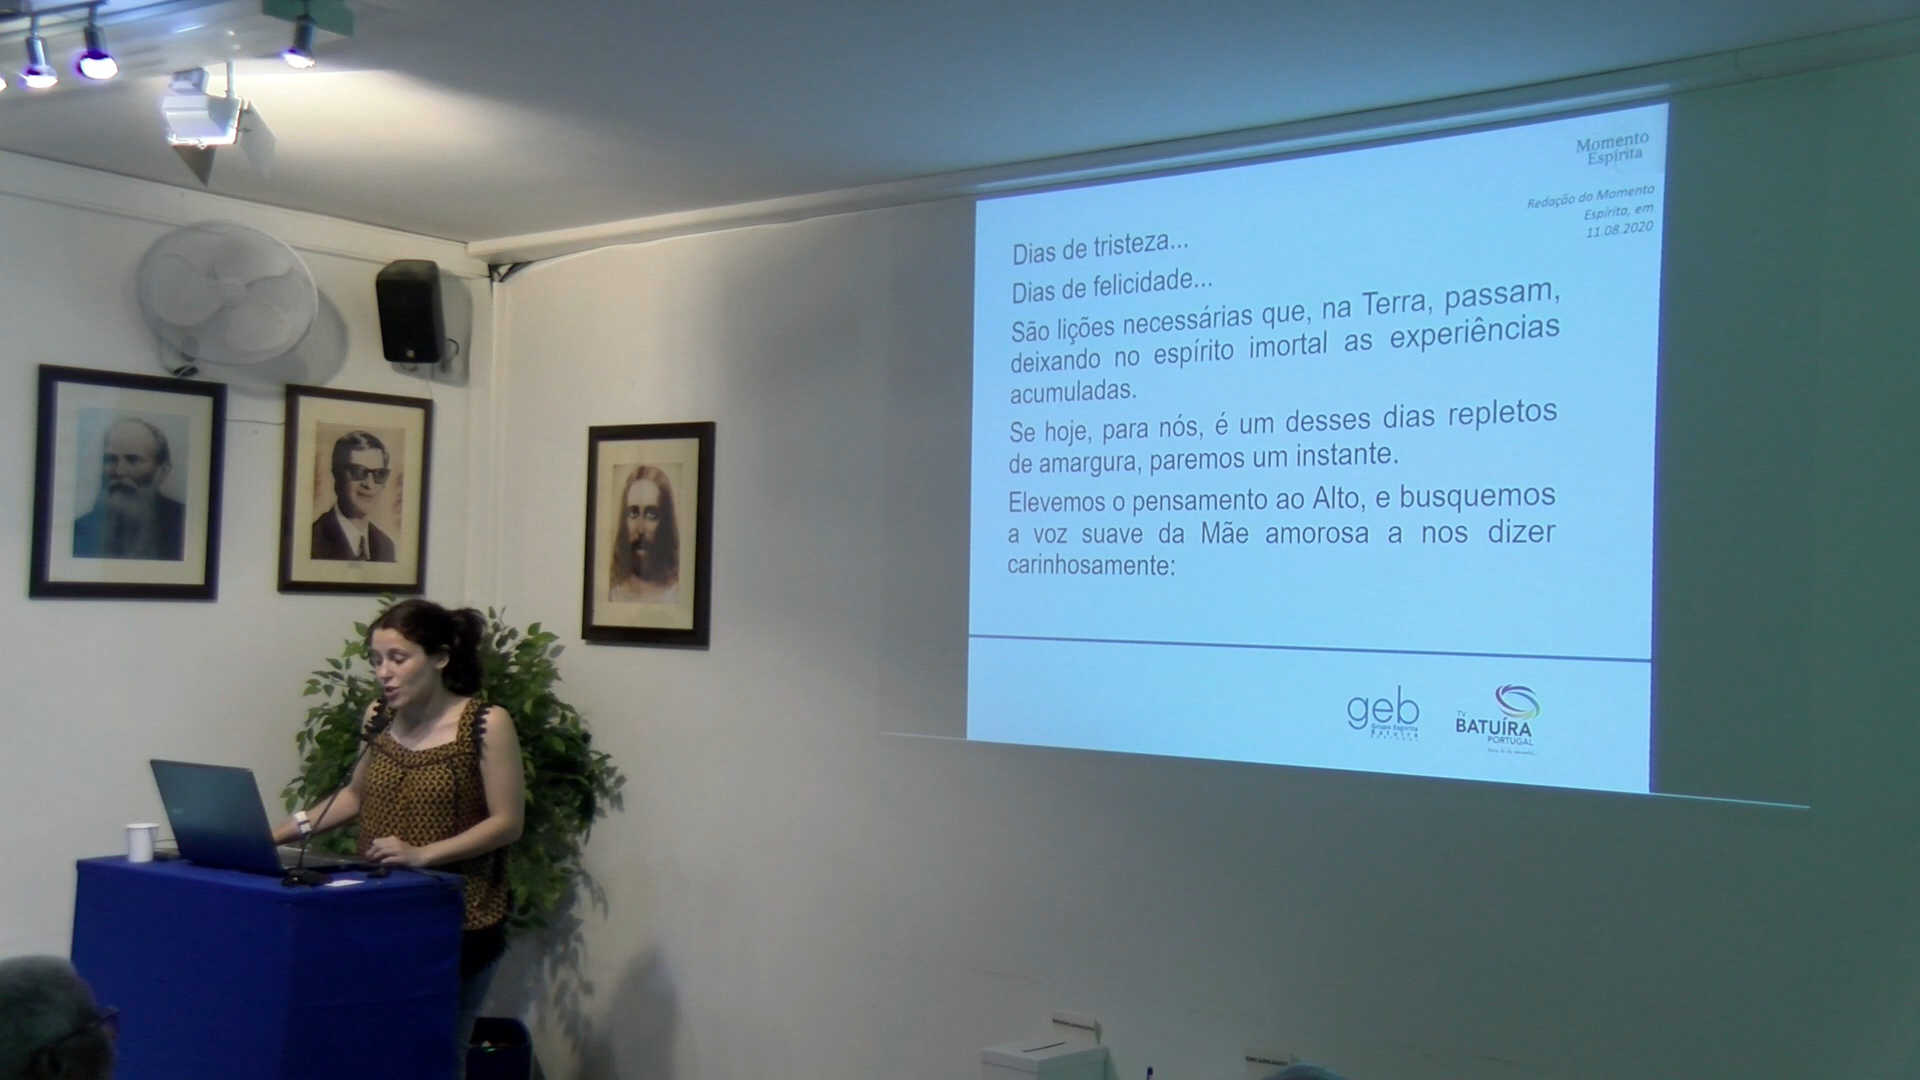 Momento
Espírita
Redação do Momento
Espírita, em
11.08.2020
Dias de tristeza...
Dias de felicidade...
São lições necessárias que, na Terra, passam,
deixando no espírito imortal as experiências
acumuladas.
Se hoje, para nós, é um desses dias repletos
de amargura, paremos um instante.
Elevemos o pensamento ao Alto, e busquemos
a voz suave da Mãe amorosa a nos dizer
carinhosamente:
geb
Grupo Espírita
Batuíra
TV
BATUÍRA
PORTUGAL